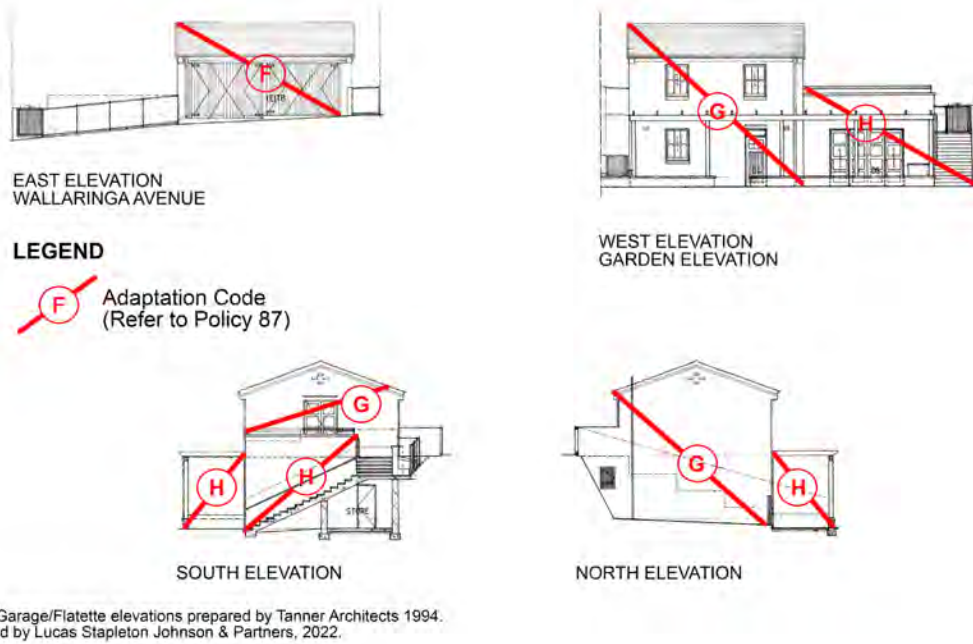 F
EAST ELEVATION
WALLARINGA AVENUE
G
H
WEST ELEVATION
GARDEN ELEVATION
LEGEND
F
Adaptation Code
(Refer to Policy 87)
G
H
H
STORE
SOUTH ELEVATION
G
H
NORTH ELEVATION
Garage/Flatette elevations prepared by Tanner Architects 1994.
d by Lucas Stapleton Johnson & Partners, 2022.